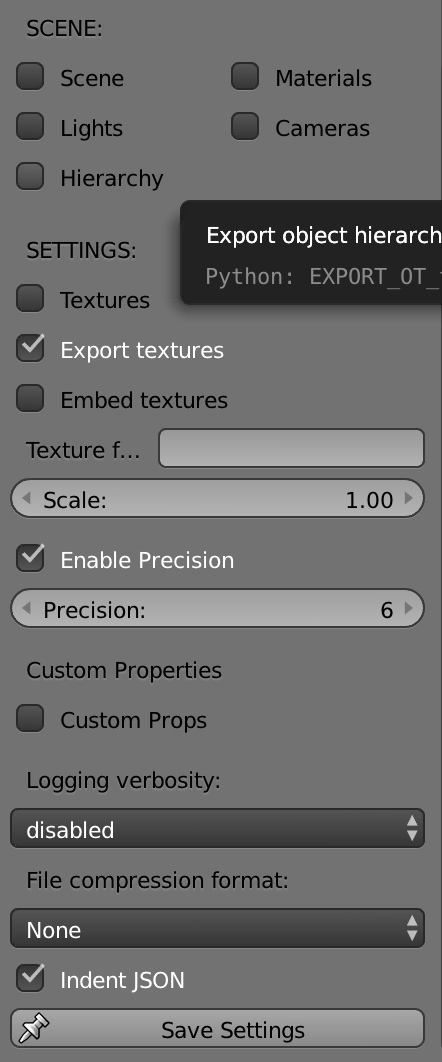 SCENE:
Scene Materials
Lights Cameras
Hierarchy
Export object hierarch
SETTINGS:
Python: EXPORT_OT_
Textures
Export textures
Embed textures
Texture f...
Scale: 1.00
Enable Precision
Precision: 6
Custom Properties
Custom Props
Logging verbosity:
disabled
File compression format:
None
Indent JSON
Save Settings